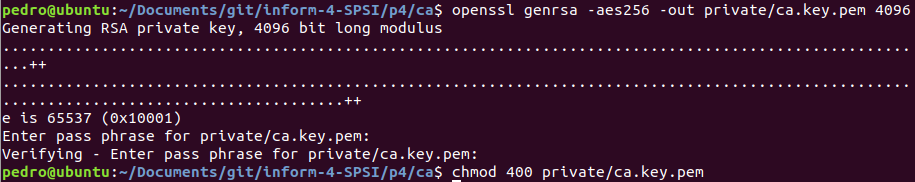 pedro@ubuntu:~/Documents/git/inform-4-SPSI/p4/ca$ openssl genrsa -aes256 -out private/ca.key.pem 4096
Generating RSA private key, 4096 bit long modulus
.....................................................................................................
...++
.....................................................................................................
......................................++
e is 65537 (0x10001)
Enter pass phrase for private/ca.key.pem:
Verifying - Enter pass phrase for private/ca.key.pem:
pedro@ubuntu:~/Documents/git/inform-4-SPSI/p4/ca$ chmod 400 private/ca.key.pem